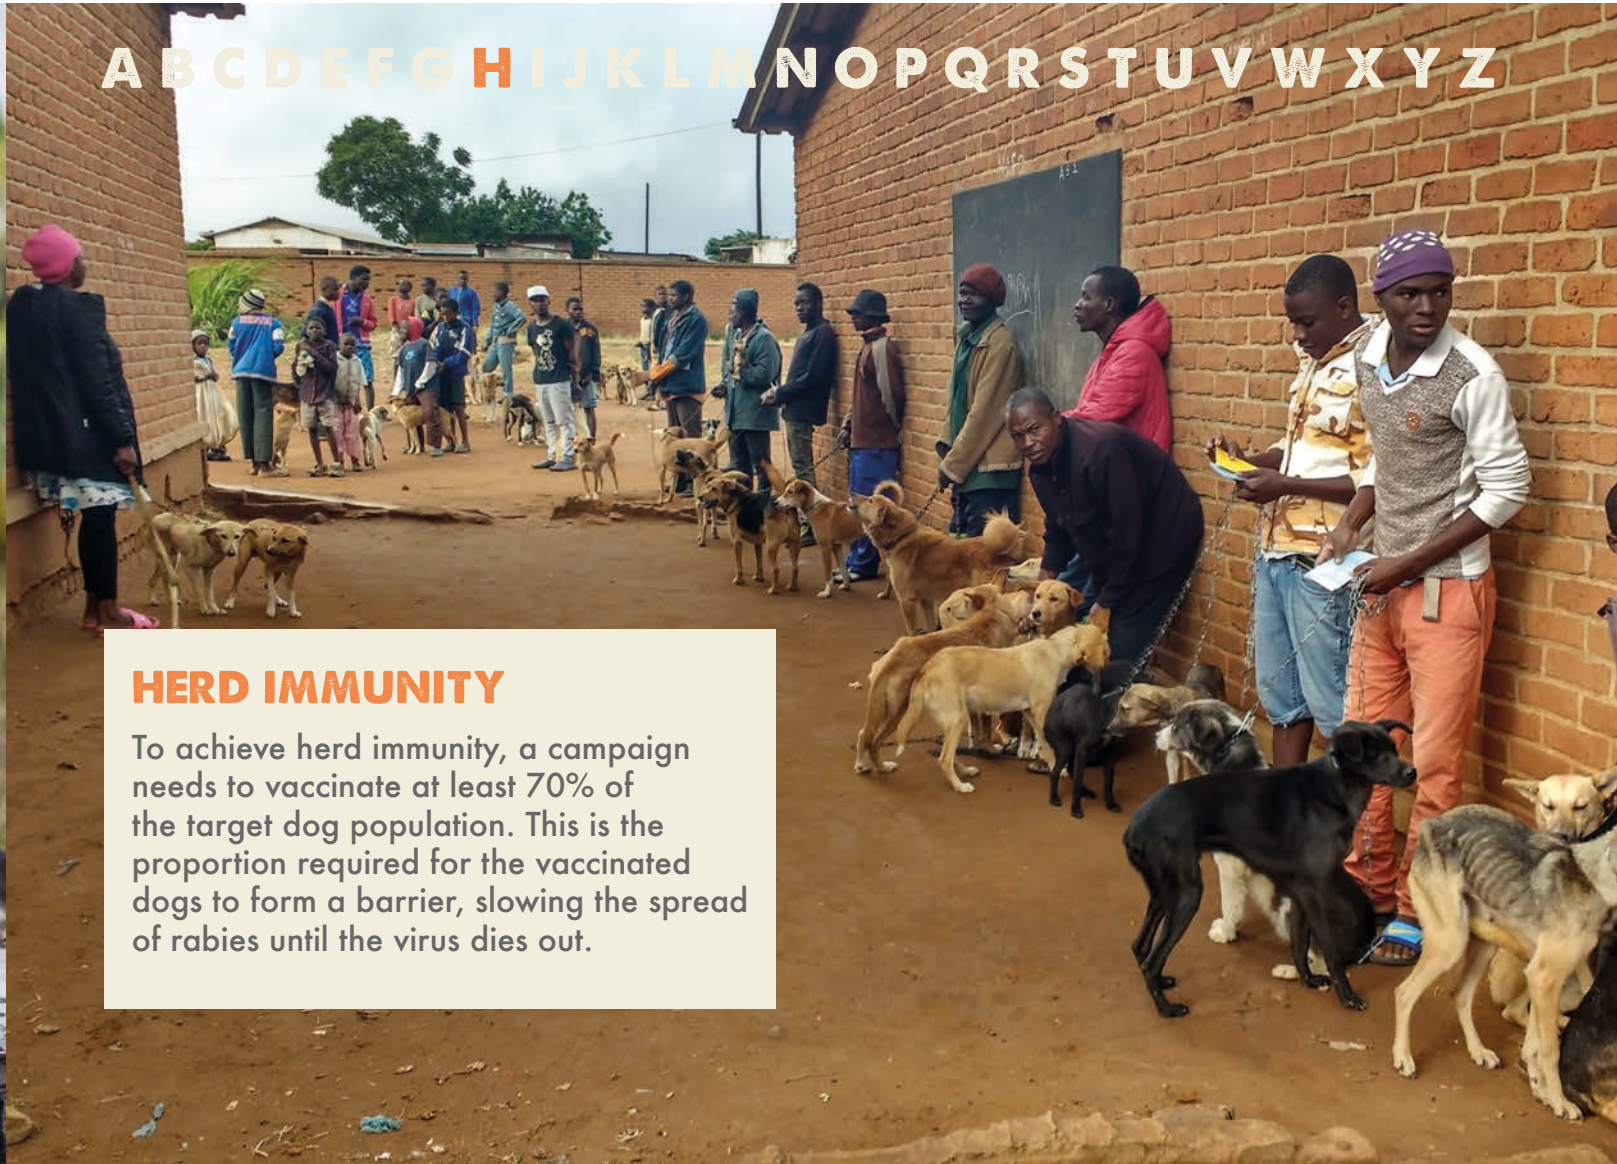 A B C D E F G H I J K L M N O P Q R S T U V W X Y Z
HERD IMMUNITY
To achieve herd immunity, a campaign
needs to vaccinate at least 70% of
the target dog population. This is the
proportion required for the vaccinated
dogs to form a barrier, slowing the spread
of rabies until the virus dies out.